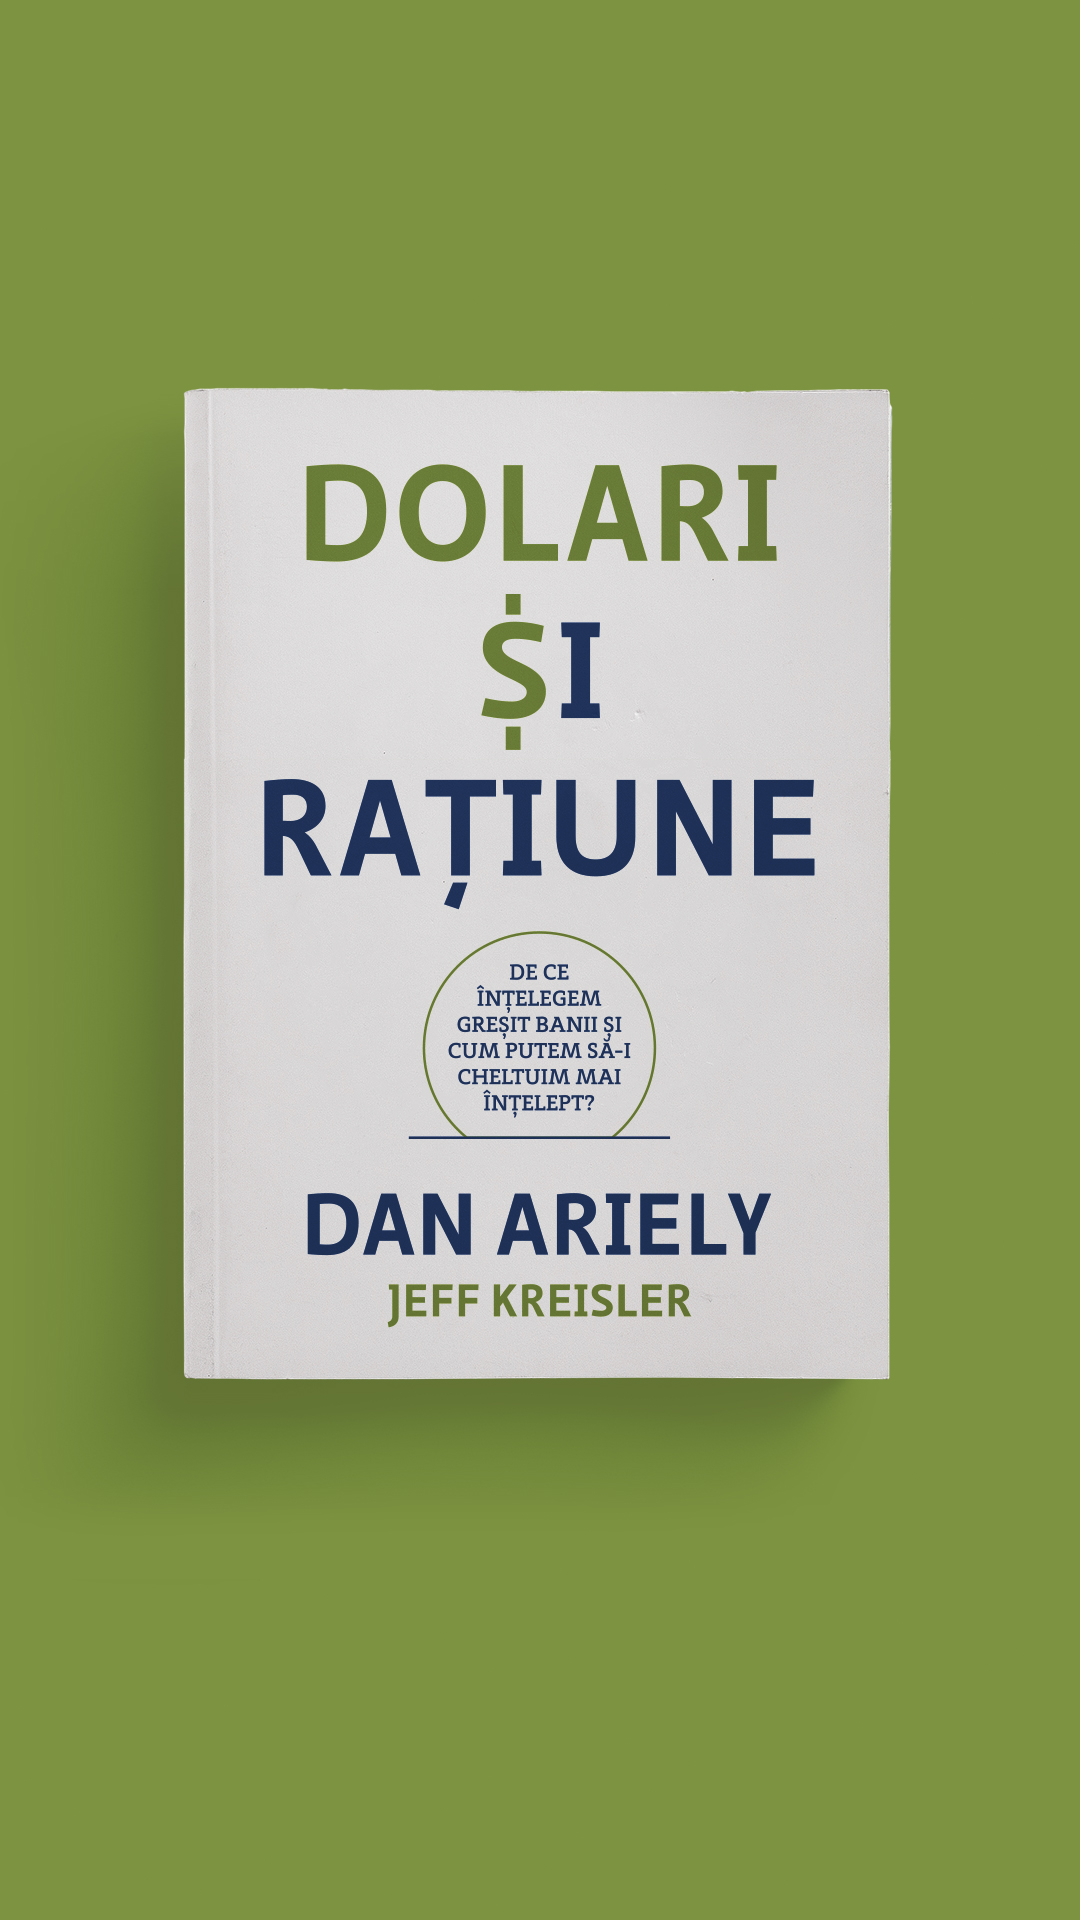 DOLARI
ȘI
RAȚIUNE
DE CE
ÎNȚELEGEM
GREȘIT BANII ȘI
CUM PUTEM SĂ-I
CHELTUIM MAI
ÎNȚELEPT?
DAN ARIELY
JEFF KREISLER